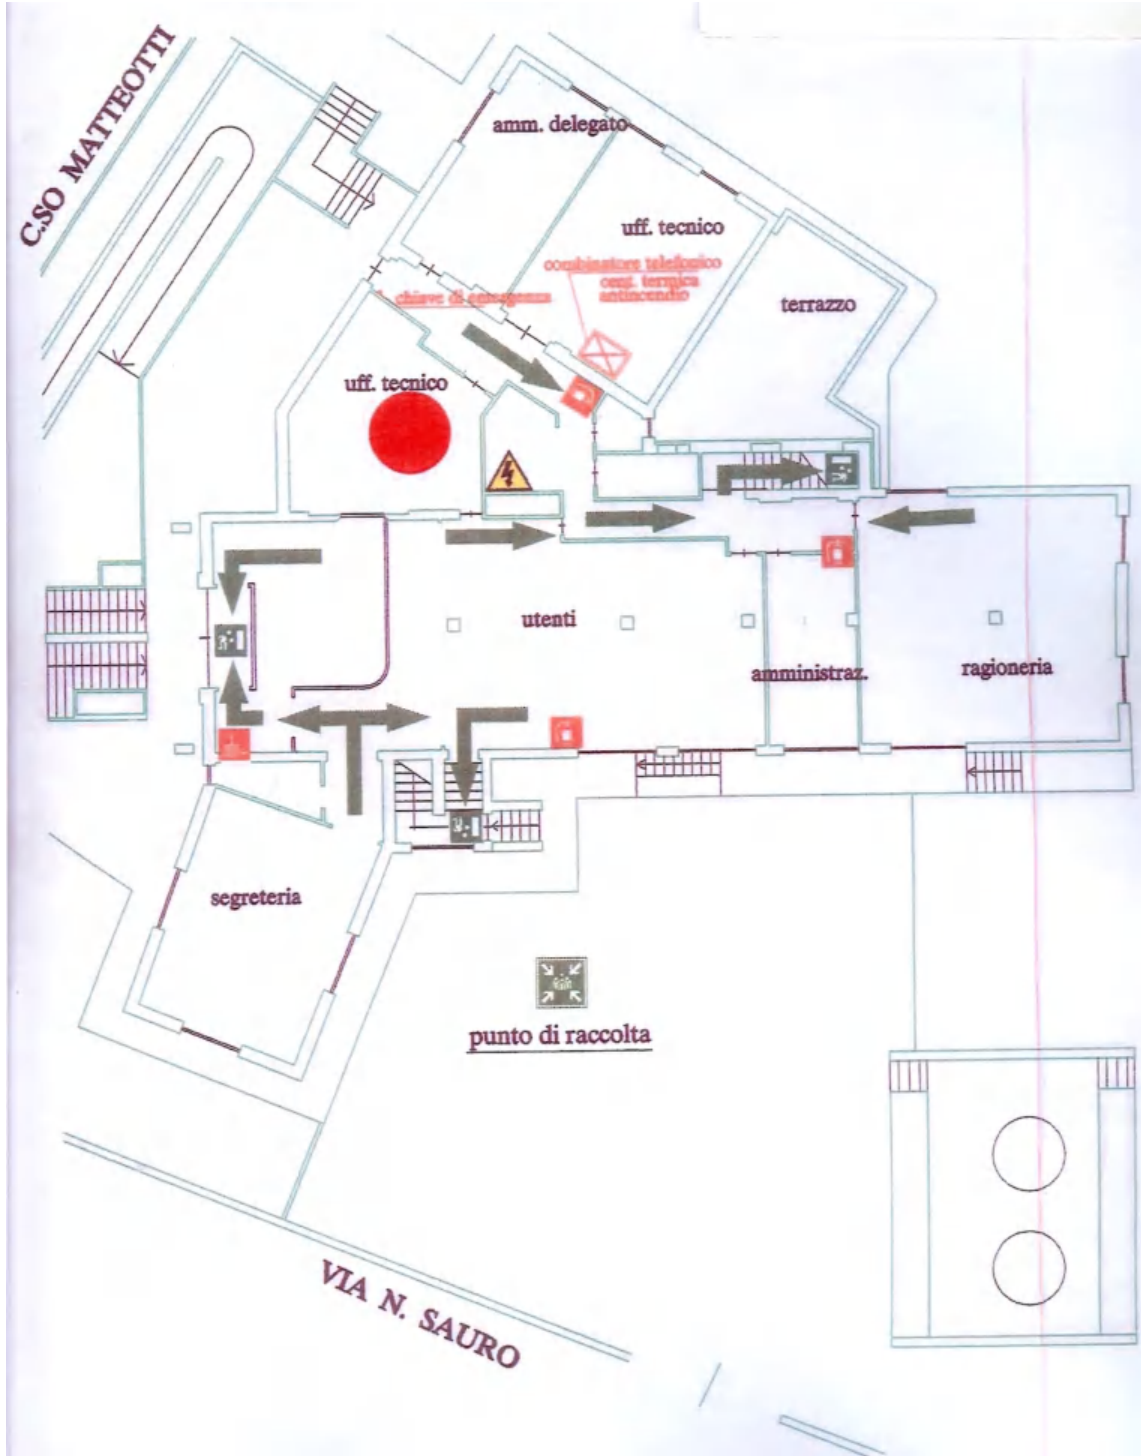 C.SO MATTEOTTI
amm. delegato
uff. tecnico
combinatore telefonico
cent. termica
antincendio
chiave di emergenza
terrazzo
uff. tecnico
utenti
amministraz.
ragioneria
segreteria
punto di raccolta
VIA N. SAURO